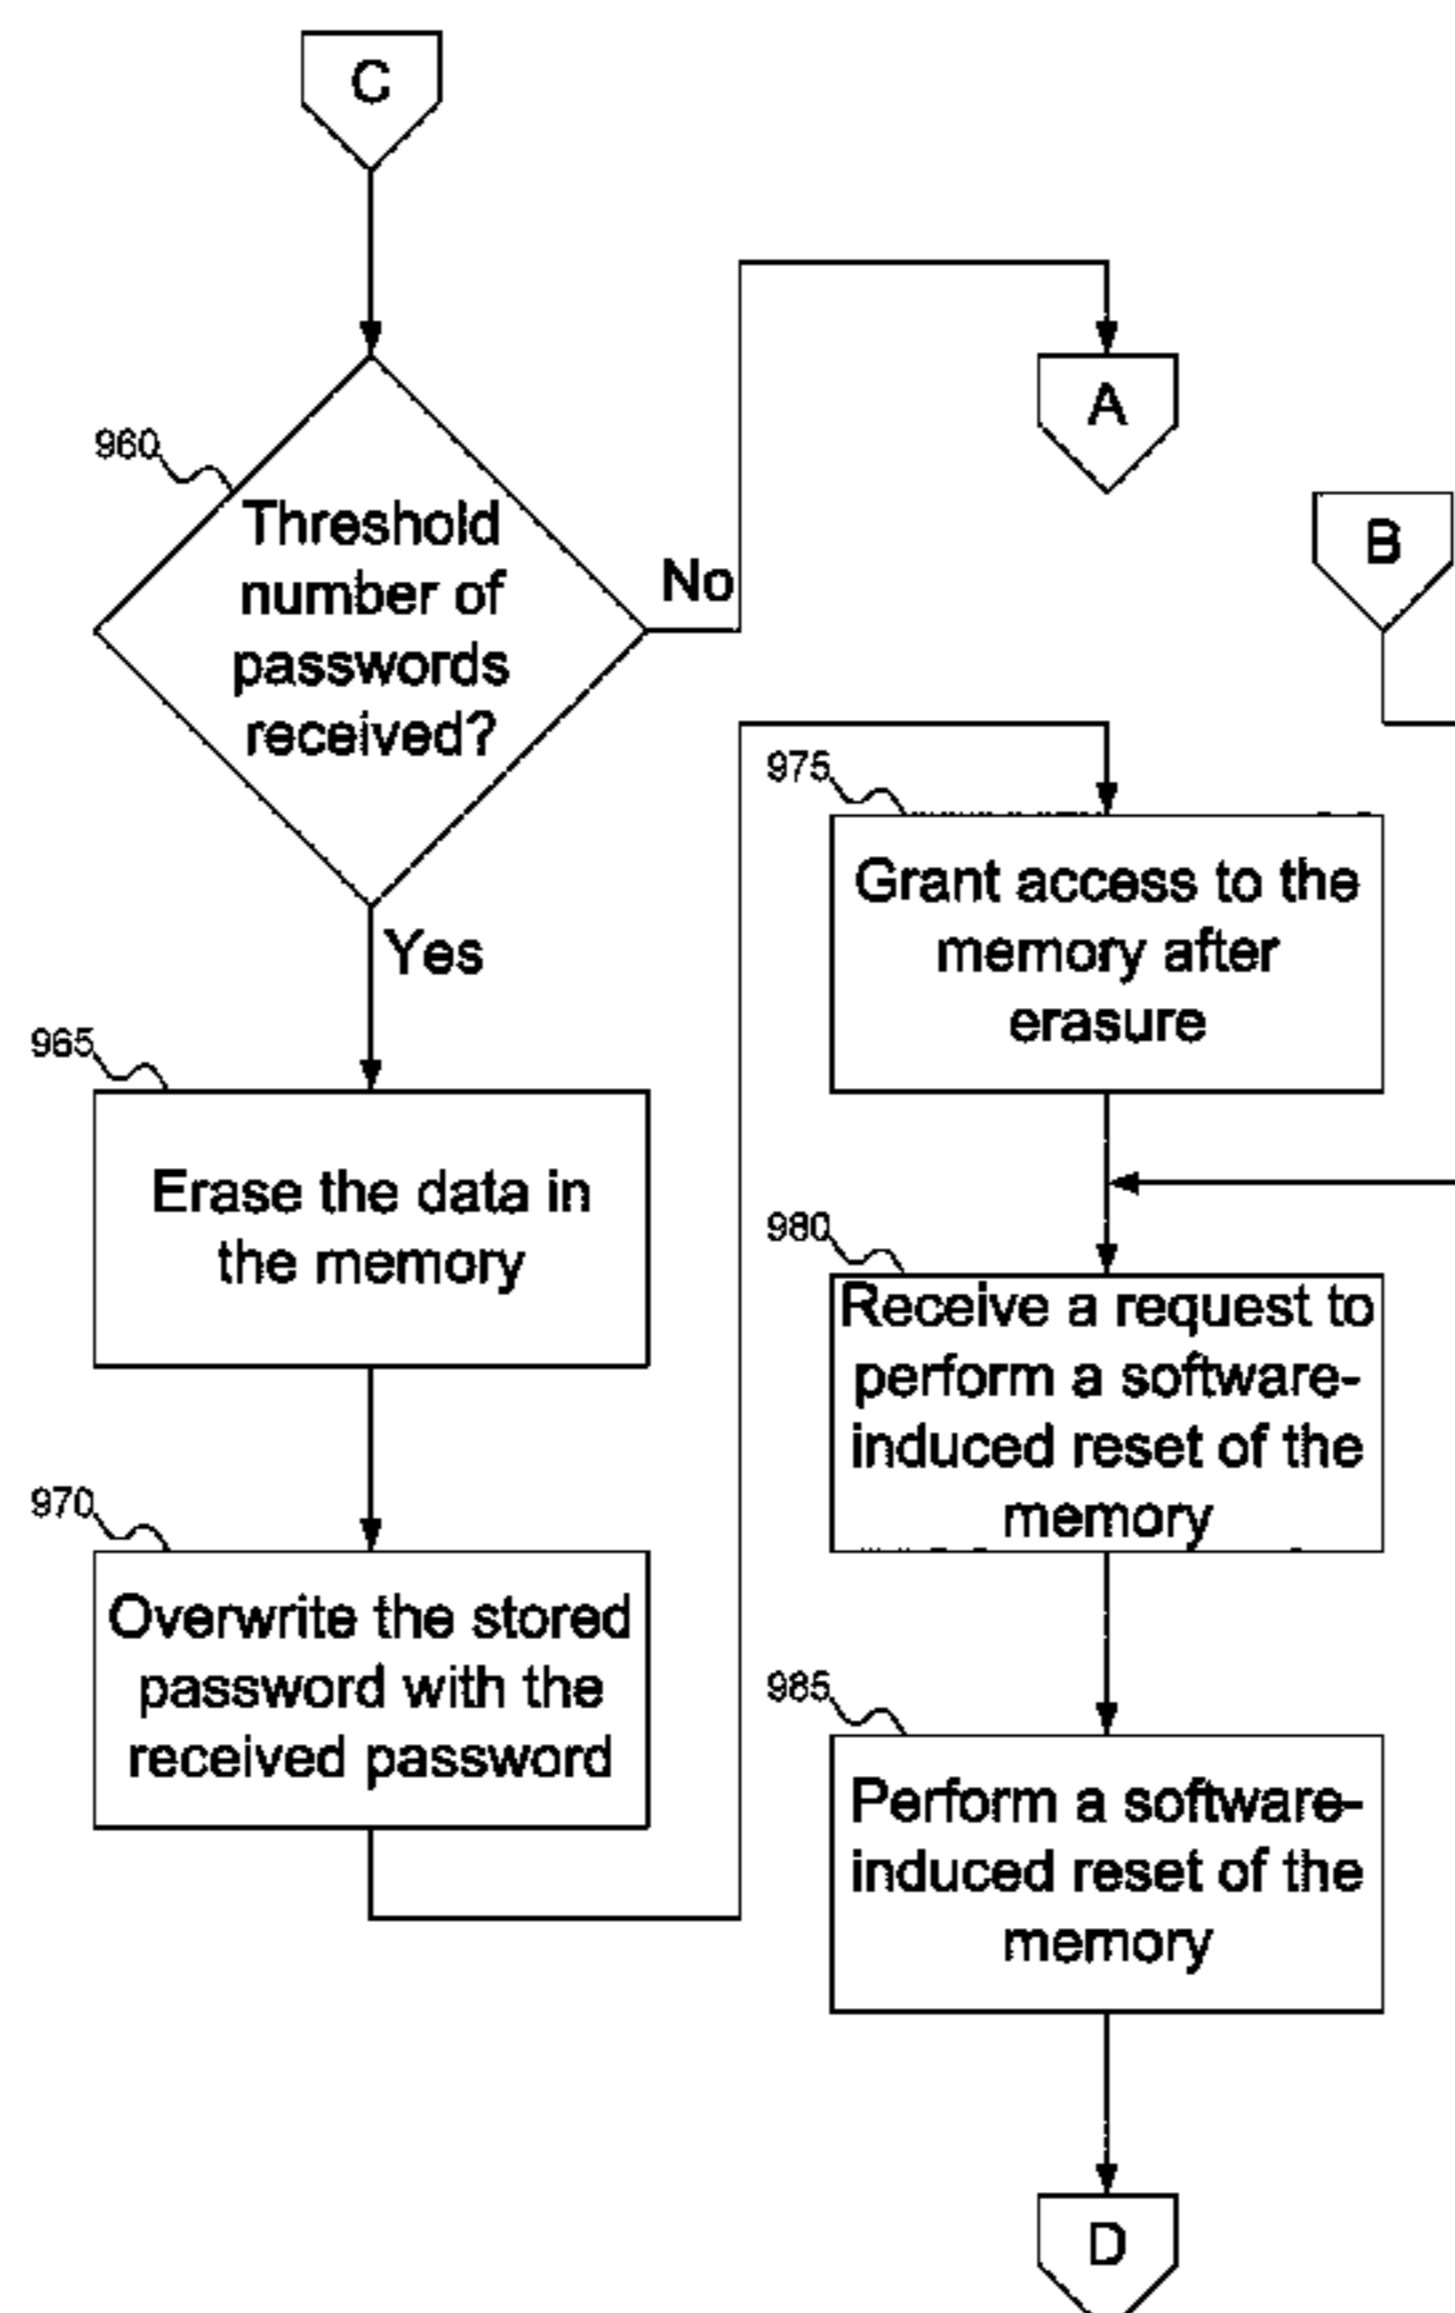 C
960
Threshold
number of
passwords
received?
No
Yes
965
Erase the data in
the memory
970
Overwrite the stored
password with the
received password
A
B
975
Grant access to the
memory after
erasure
980
Receive a request to
perform a software-
induced reset of the
memory
985
Perform a software-
induced reset of the
memory
D